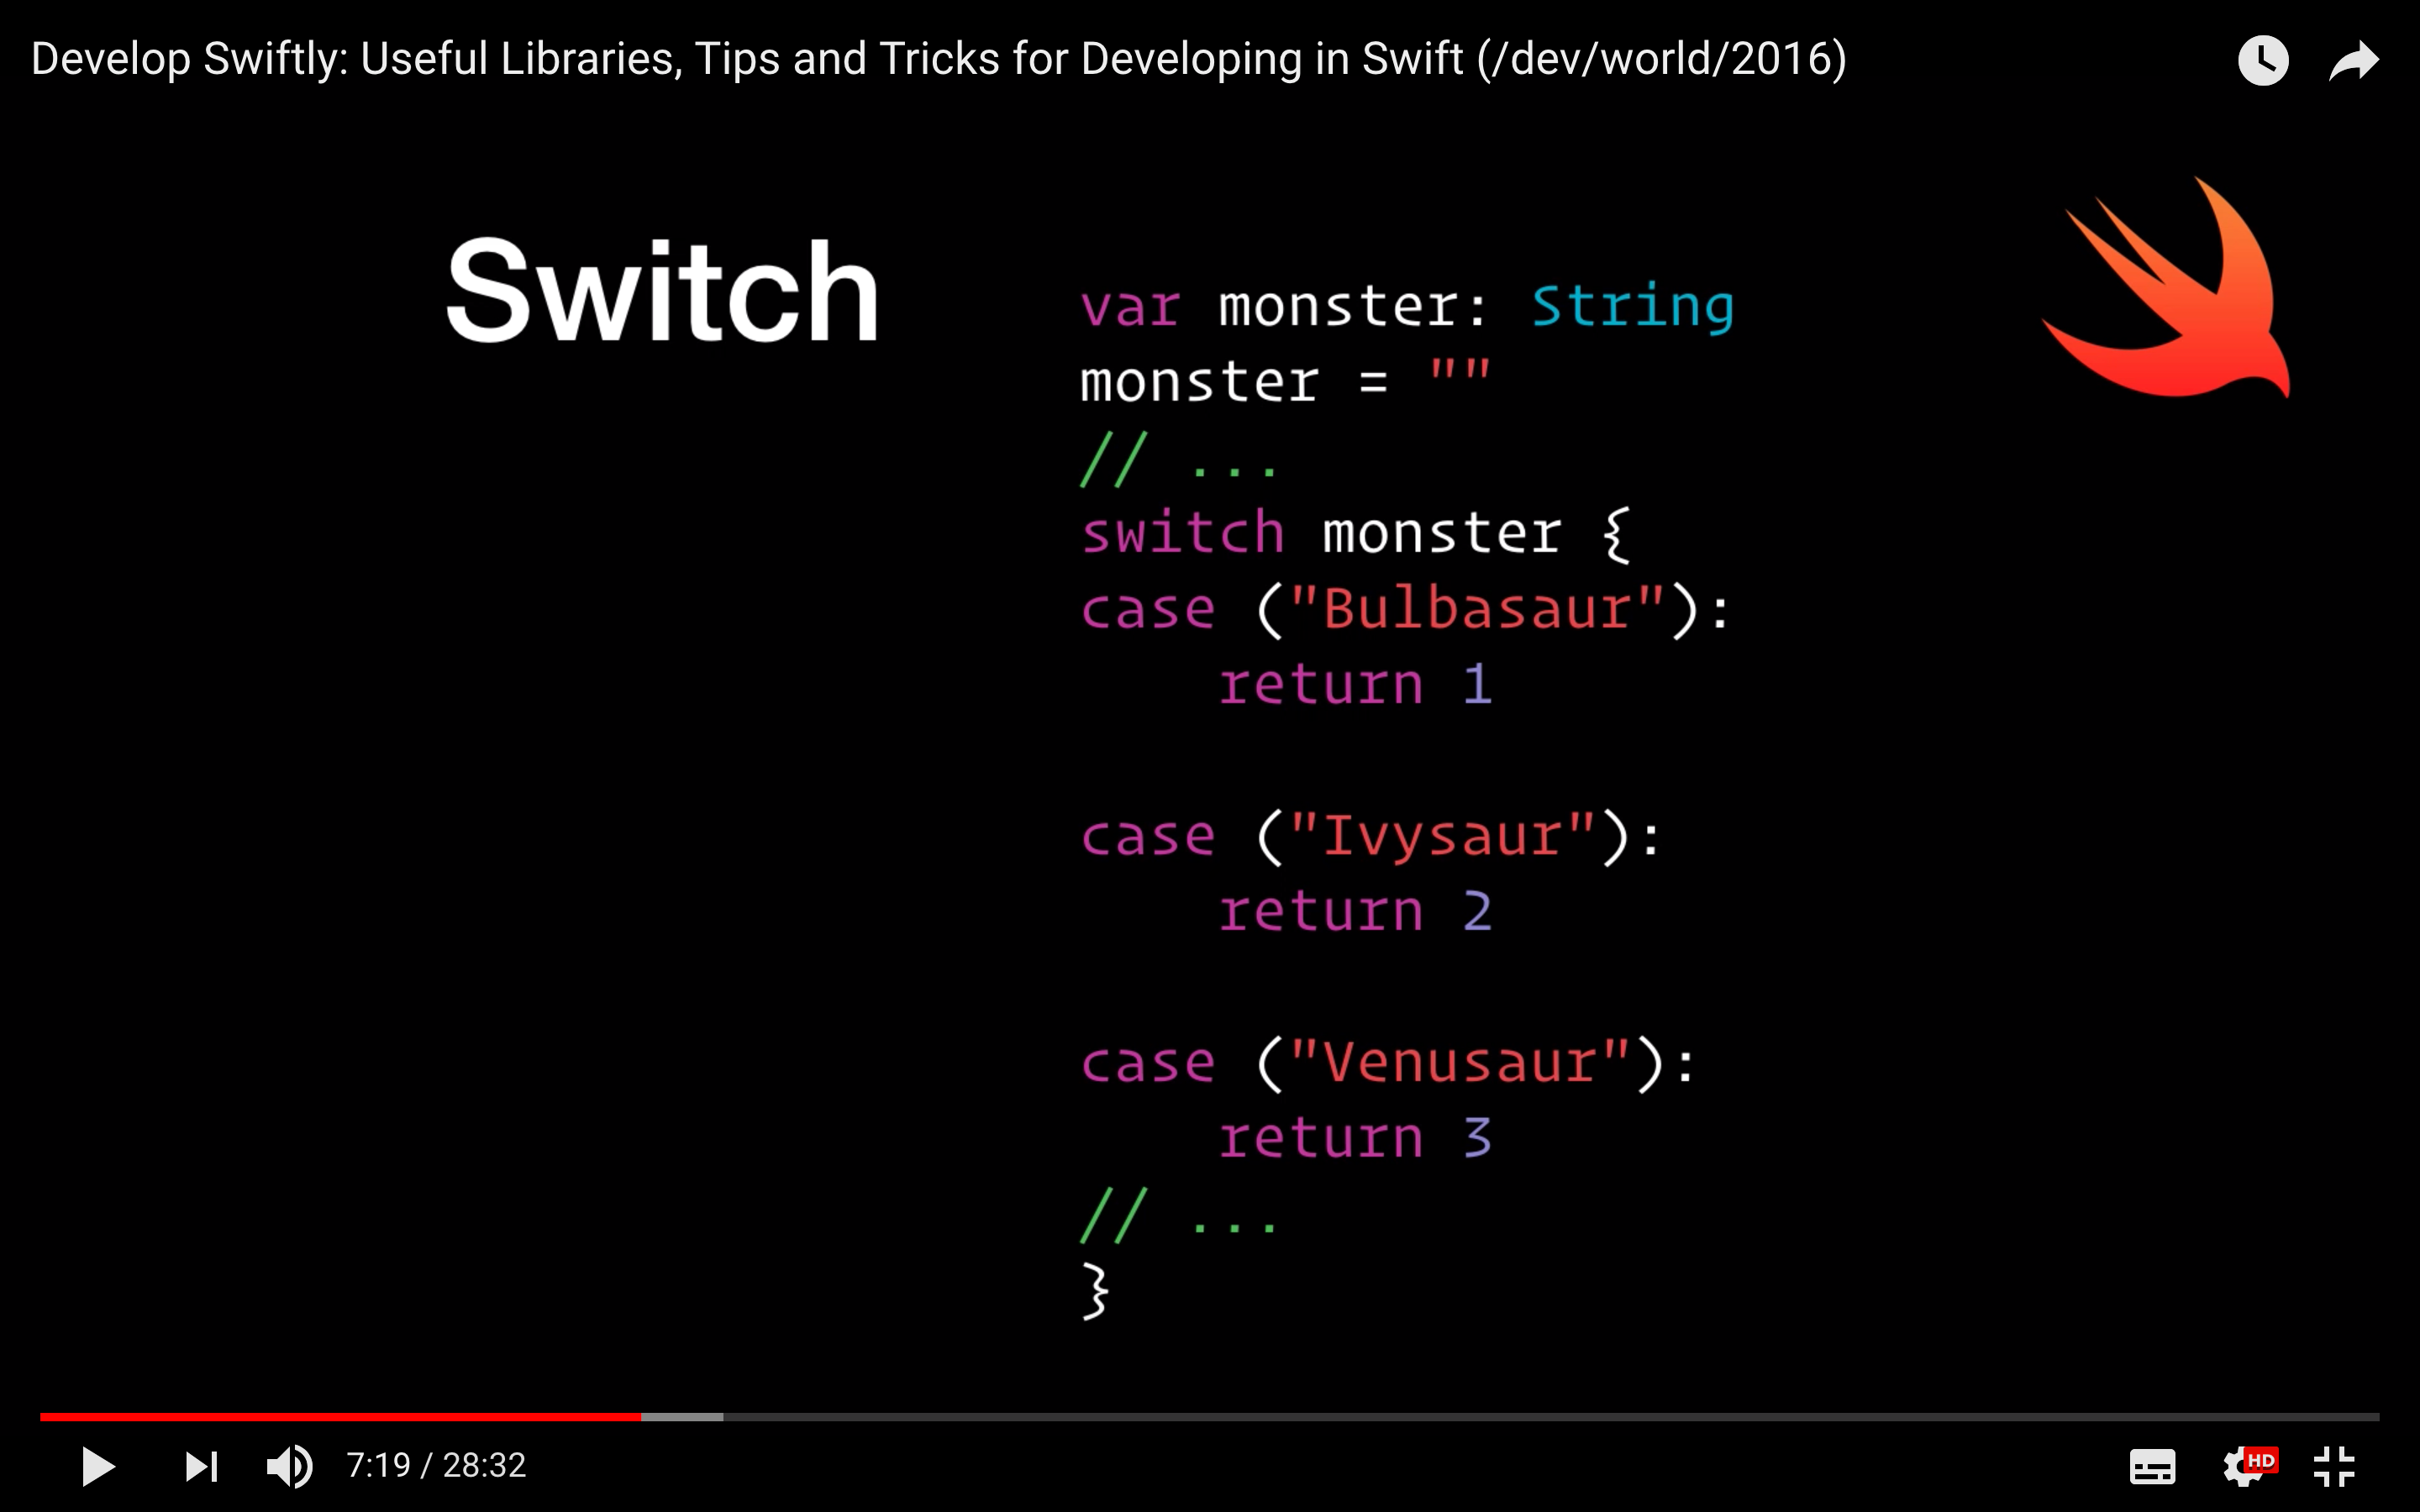 Develop Swiftly: Useful Libraries, Tips and Tricks for Developing in Swift (/dev/world/2016)
Switch
var monster: String
monster = ""
// ...
switch monster {
case ("Bulbasaur"):
    return 1
case ("Ivysaur"):
    return 2
case ("Venusaur"):
    return 3
// ...
}
7:19 / 28:32
HD